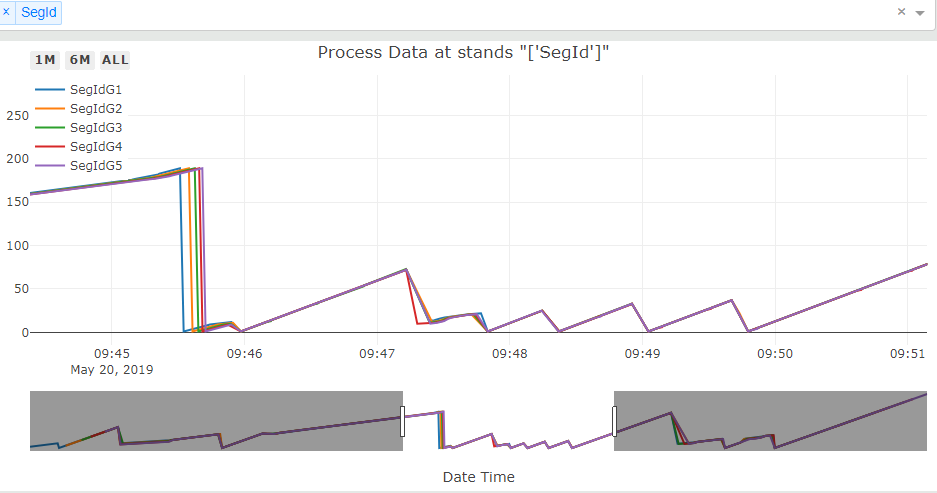 × SegId × 
Process Data at stands "['SegId']"
1M 6M ALL
SegIdG1
SegIdG2
SegIdG3
SegIdG4
SegIdG5
250
200
150
100
50
0
09:45 09:46 09:47 09:48 09:49 09:50 09:51
May 20, 2019
Date Time